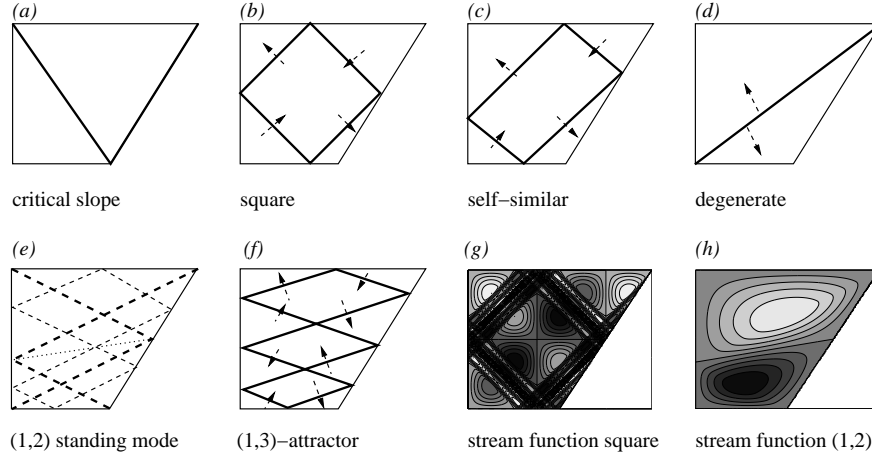 (a)
(b)
(c)
(d)
critical slope
square
self-similar
degenerate
(e)
(f)
(g)
(h)
(1,2) standing mode
(1,3)-attractor
stream function square
stream function (1,2)